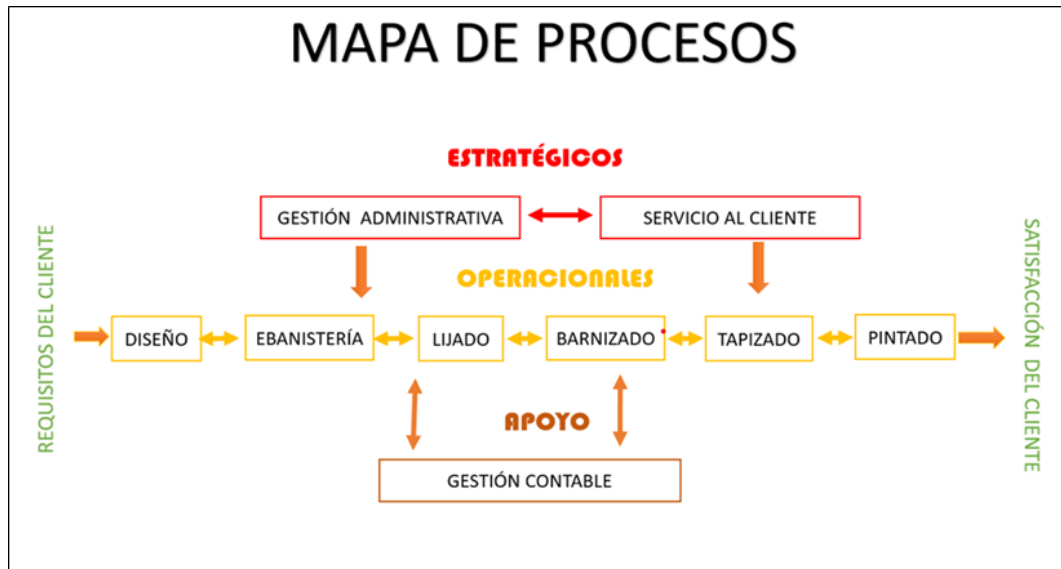 MAPA DE PROCESOS
ESTRATÉGICOS
GESTIÓN ADMINISTRATIVA
SERVICIO AL CLIENTE
REQUISITOS DEL CLIENTE
OPERACIONALES
DISEÑO
EBANISTERÍA
LIJADO
BARNIZADO
TAPIZADO
PINTADO
SATISFACCIÓN DEL CLIENTE
APOYO
GESTIÓN CONTABLE